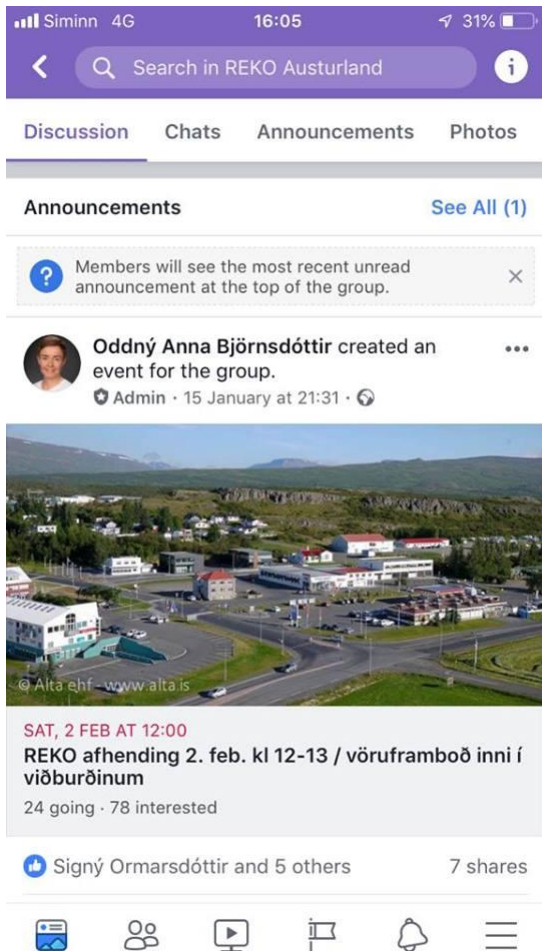 Siminn 4G 16:05 31%
Search in REKO Austurland
Discussion Chats Announcements Photos
Announcements See All (1)
Members will see the most recent unread
announcement at the top of the group.
Oddný Anna Björnsdóttir created an
event for the group.
Admin · 15 January at 21:31 ·
© Alta ehf - www.alta.is
SAT, 2 FEB AT 12:00
REKO afhending 2. feb. kl 12-13 / vöruframboð inni í
viðburðinum
24 going · 78 interested
Signý Ormarsdóttir and 5 others 7 shares